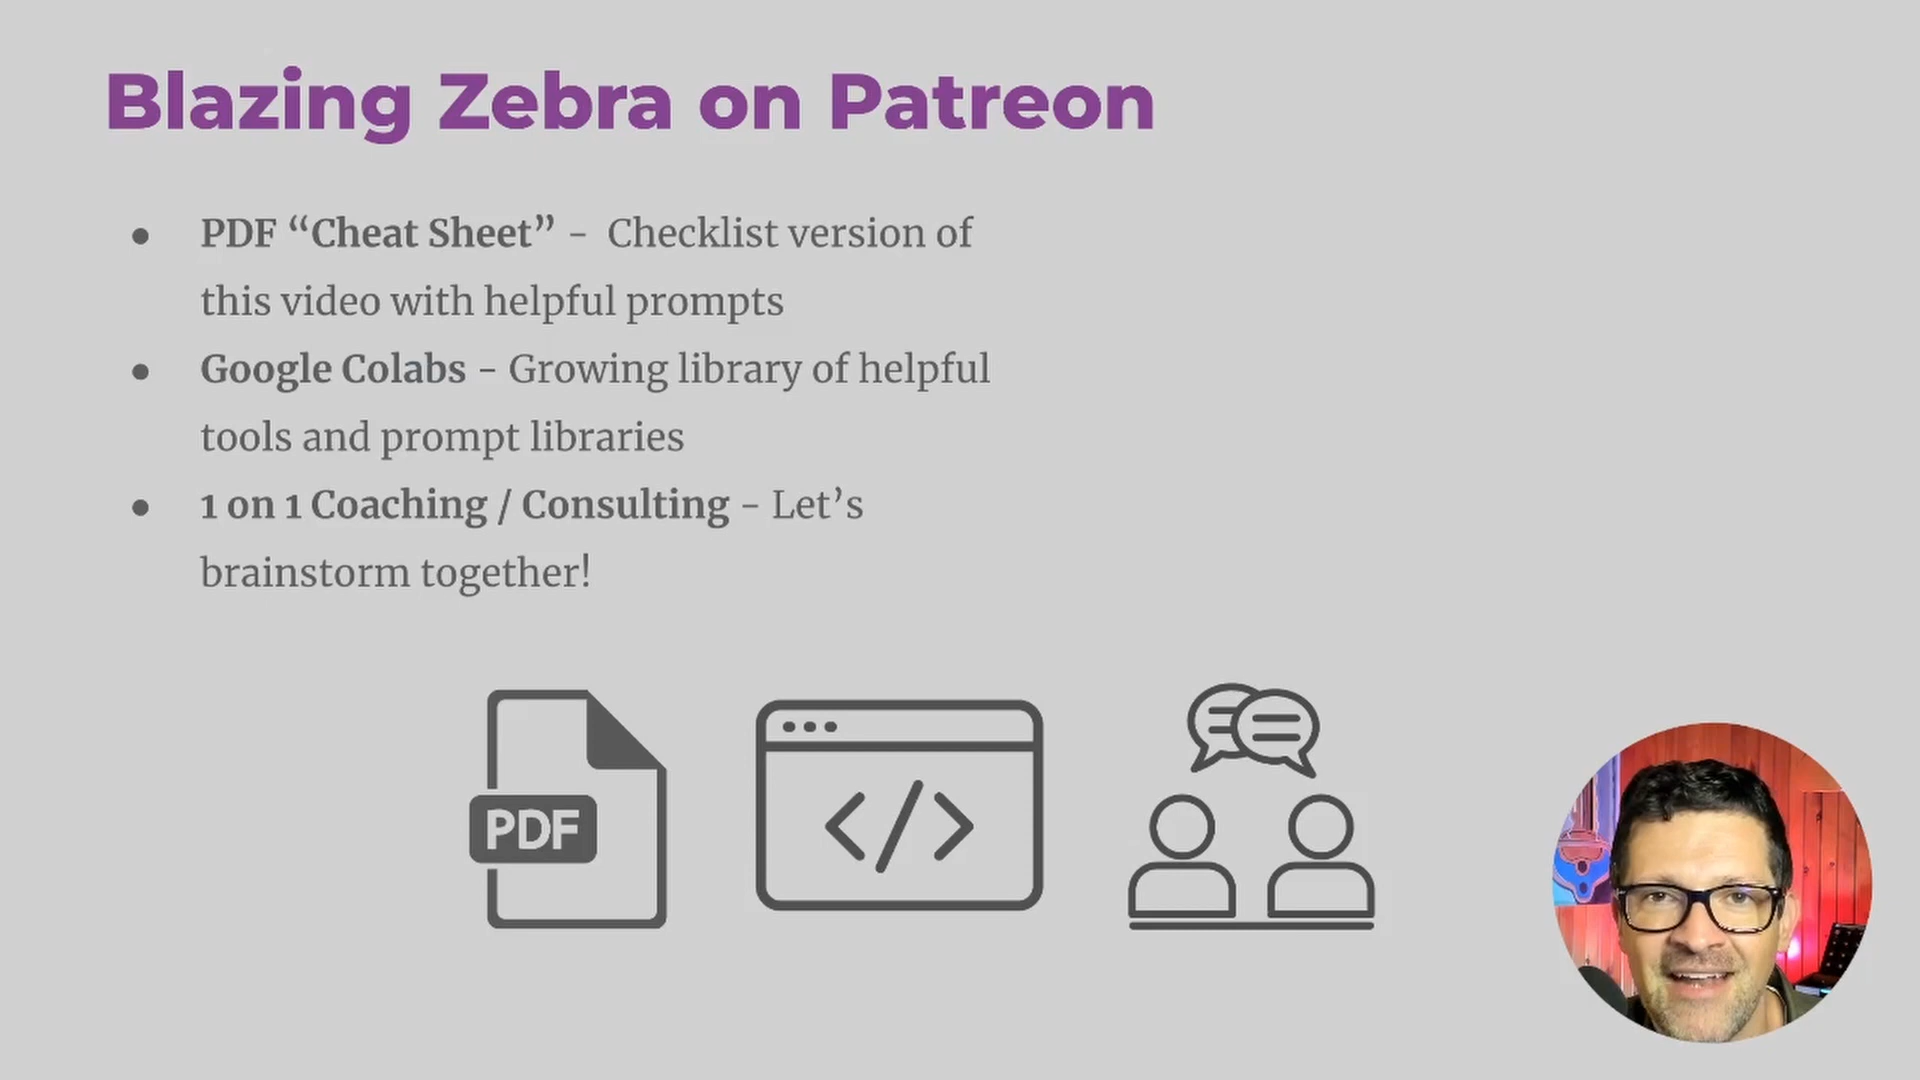 Blazing Zebra on Patreon
● PDF “Cheat Sheet” - Checklist version of
this video with helpful prompts
● Google Colabs - Growing library of helpful
tools and prompt libraries
● 1 on 1 Coaching / Consulting - Let’s
brainstorm together!
PDF
</>